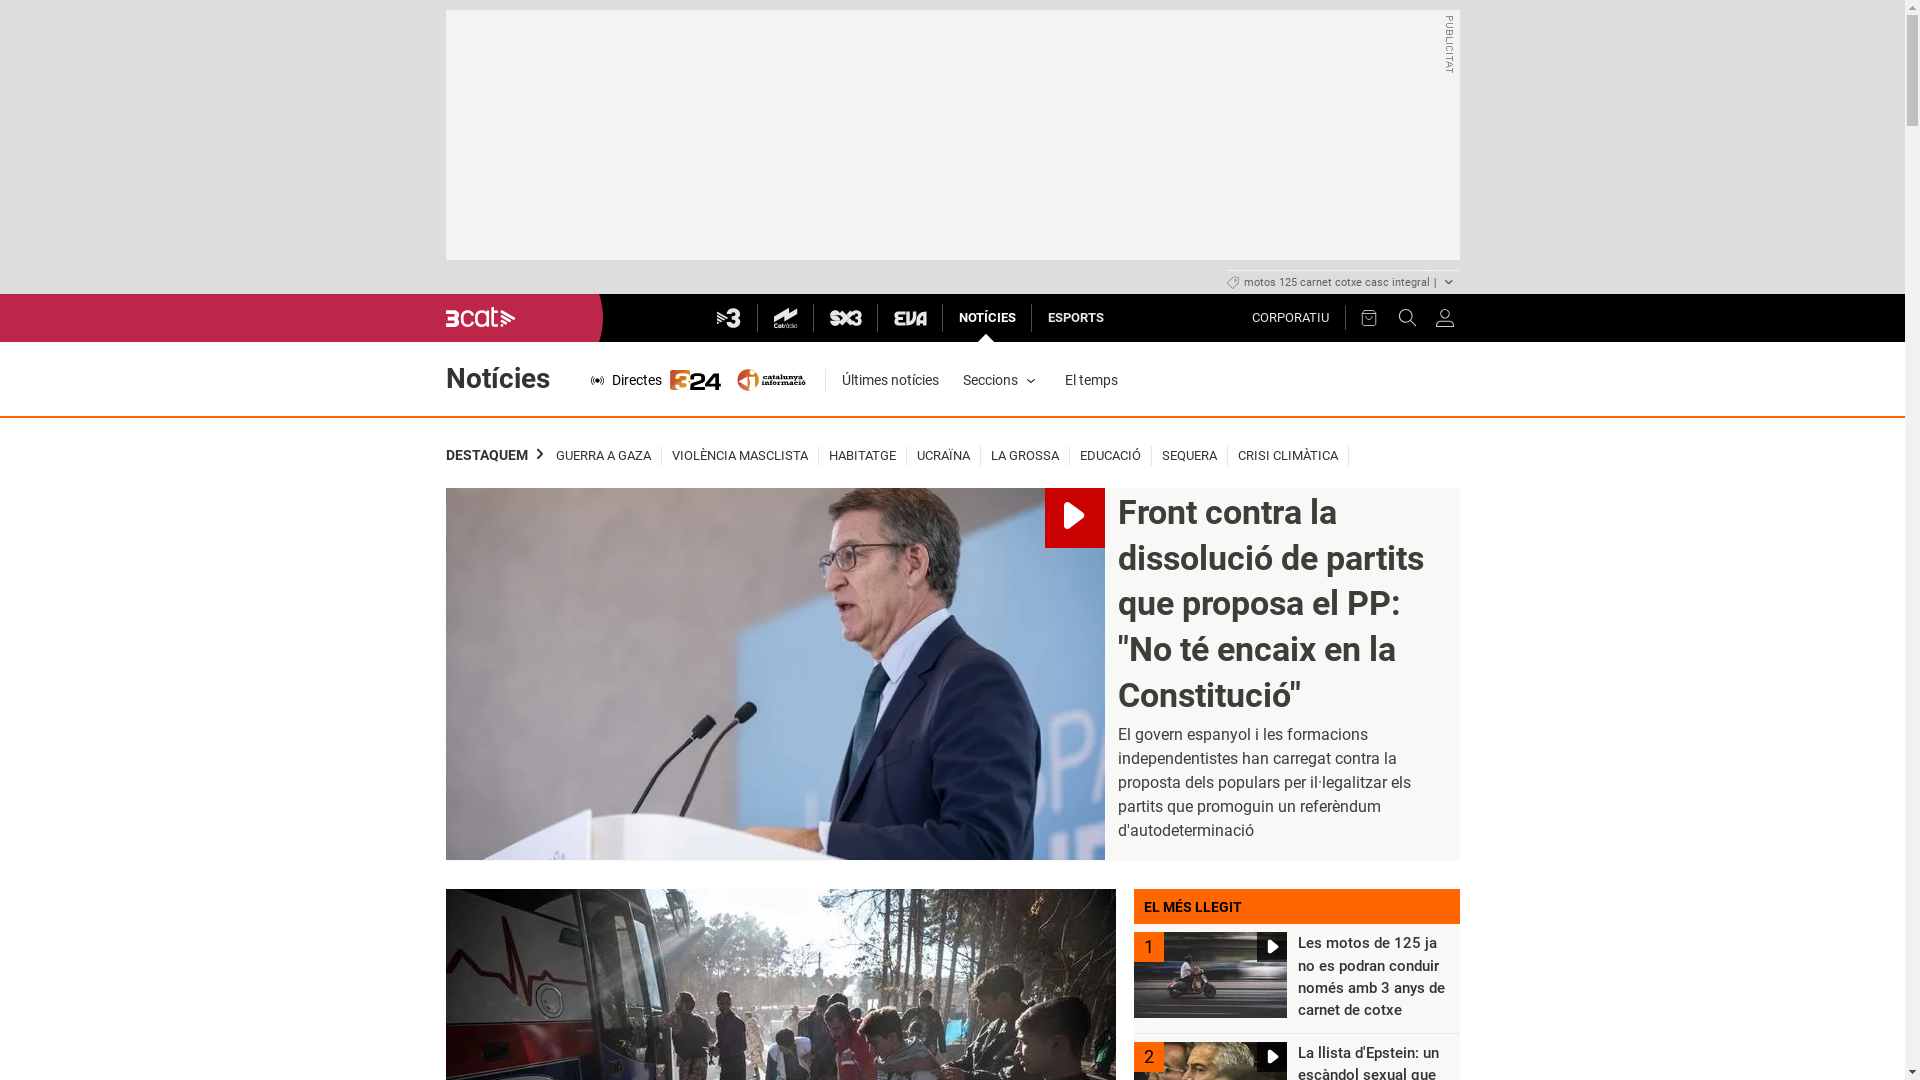 PUBLICITAT
motos 125 carnet cotxe casc integral |
3cat
3
Catràdio
SX3
EVA
NOTÍCIES
ESPORTS
CORPORATIU
Notícies
Directes
324
catalunya
informació
Últimes notícies
Seccions
El temps
DESTAQUEM
GUERRA A GAZA
VIOLÈNCIA MASCLISTA
HABITATGE
UCRAÏNA
LA GROSSA
EDUCACIÓ
SEQUERA
CRISI CLIMÀTICA
Front contra la
dissolució de partits
que proposa el PP:
"No té encaix en la
Constitució"
El govern espanyol i les formacions
independentistes han carregat contra la
proposta dels populars per il·legalitzar els
partits que promoguin un referèndum
d'autodeterminació
EL MÉS LLEGIT
1
Les motos de 125 ja
no es podran conduir
només amb 3 anys de
carnet de cotxe
2
La llista d'Epstein: un
escàndol sexual que